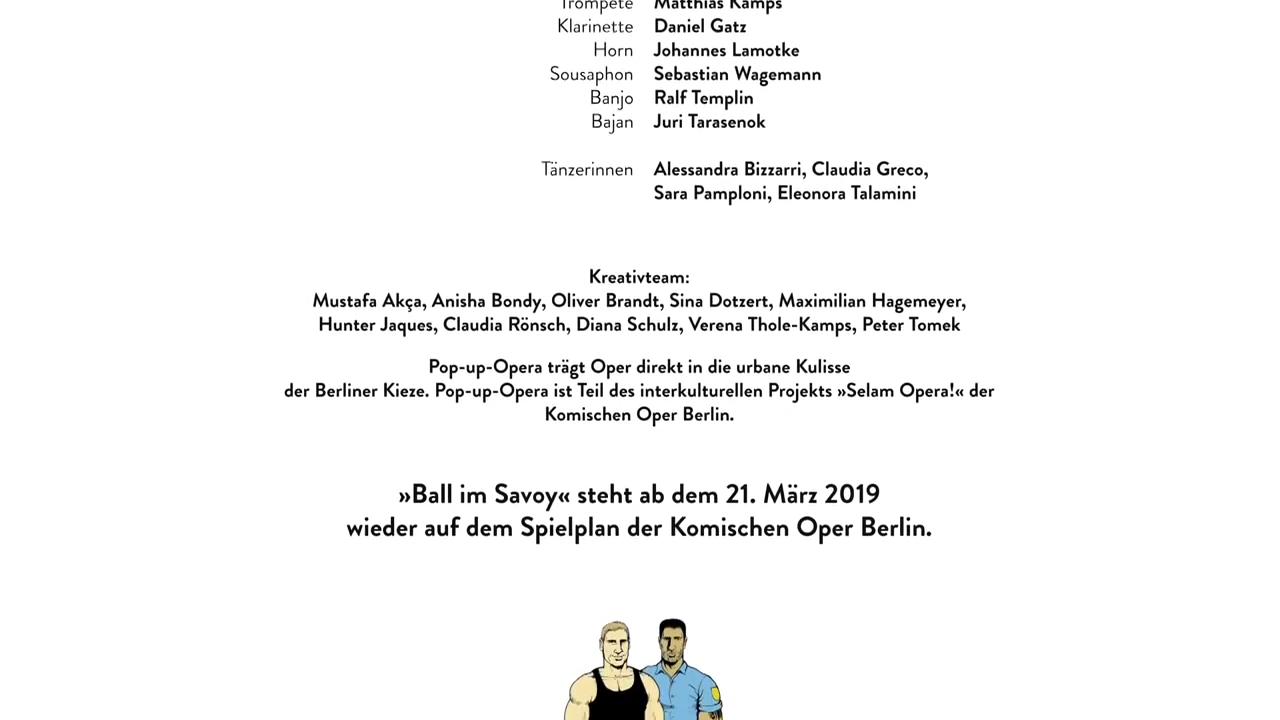 Trompete Matthias Kamps
Klarinette Daniel Gatz
Horn Johannes Lamotke
Sousaphon Sebastian Wagemann
Banjo Ralf Templin
Bajan Juri Tarasenok
Tänzerinnen Alessandra Bizzarri, Claudia Greco,
Sara Pamploni, Eleonora Talamini
Kreativteam:
Mustafa Akça, Anisha Bondy, Oliver Brandt, Sina Dotzert, Maximilian Hagemeyer,
Hunter Jaques, Claudia Rönsch, Diana Schulz, Verena Thole-Kamps, Peter Tomek
Pop-up-Opera trägt Oper direkt in die urbane Kulisse
der Berliner Kieze. Pop-up-Opera ist Teil des interkulturellen Projekts »Selam Opera!« der
Komischen Oper Berlin.
»Ball im Savoy« steht ab dem 21. März 2019
wieder auf dem Spielplan der Komischen Oper Berlin.